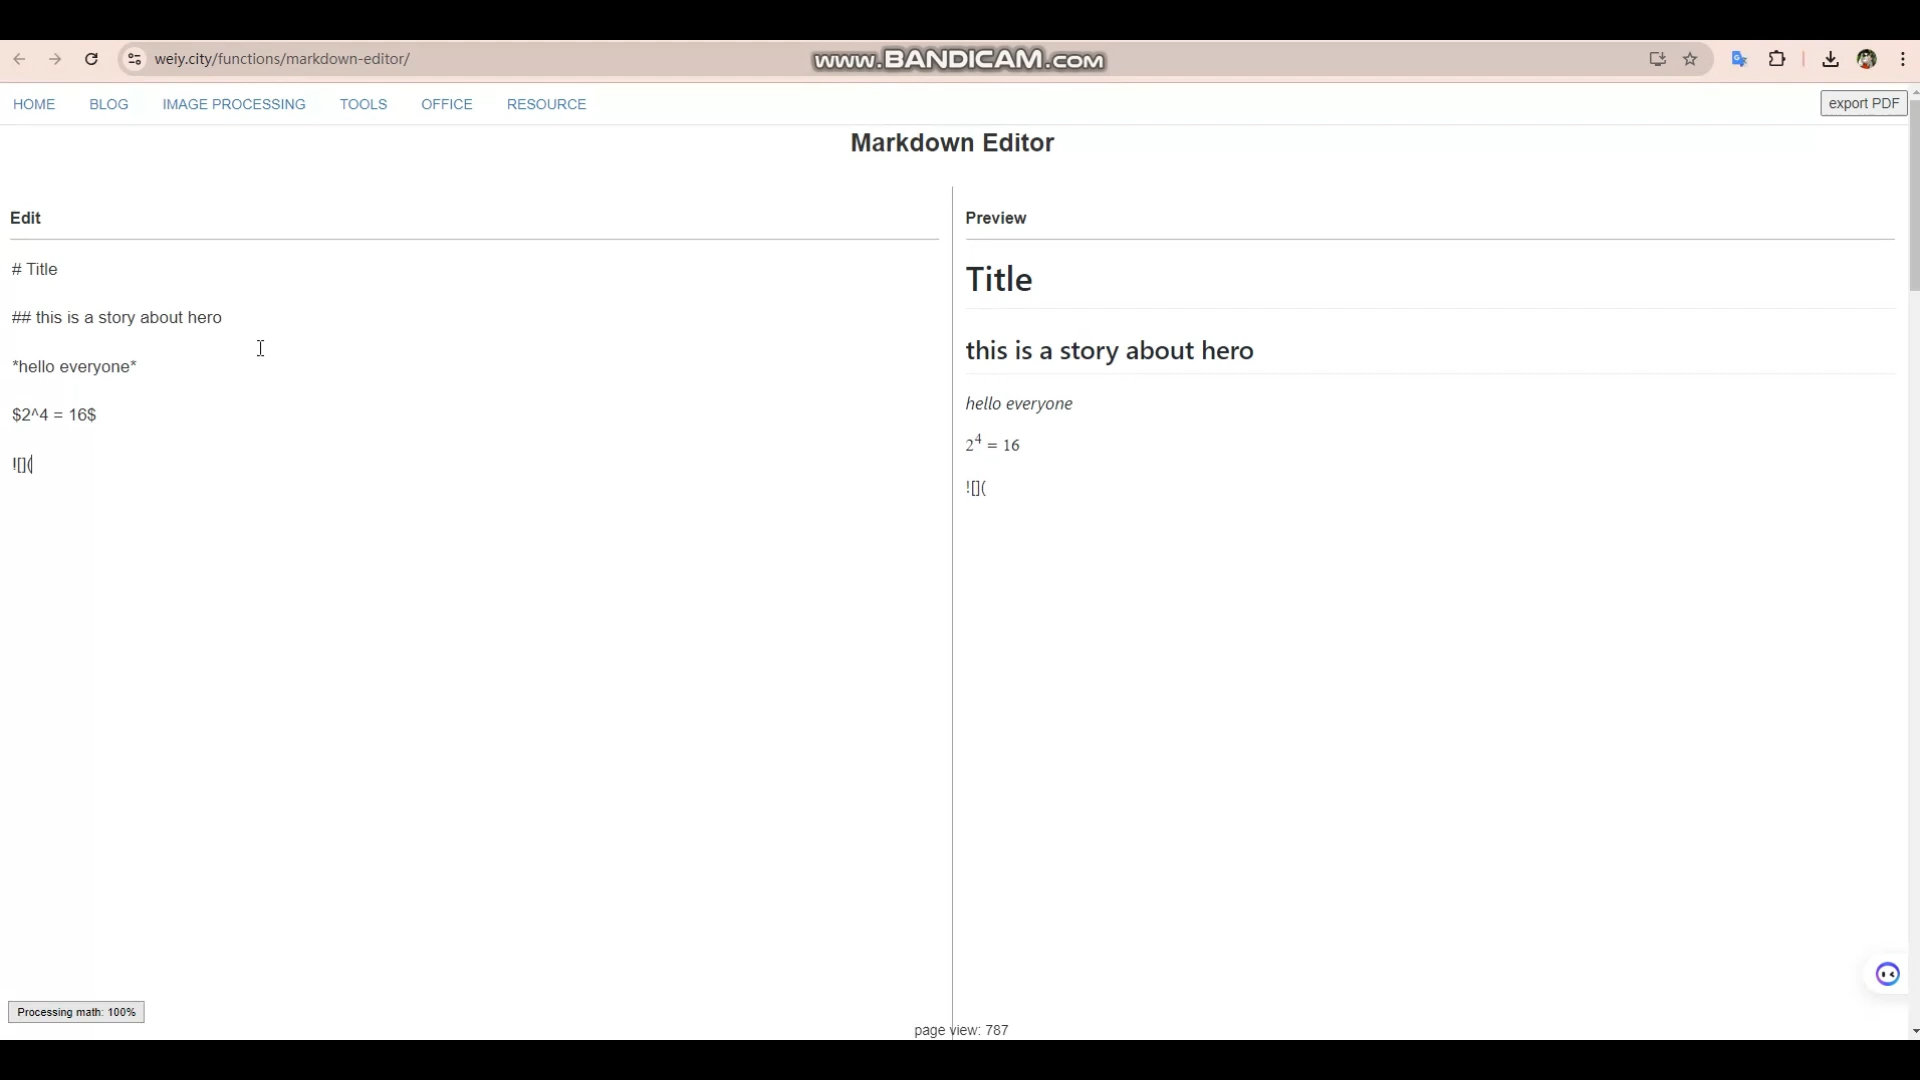 weiy.city/functions/markdown-editor/
www.BANDICAM.com
HOME BLOG IMAGE PROCESSING TOOLS OFFICE RESOURCE export PDF
Markdown Editor
Edit
# Title
## this is a story about hero
*hello everyone*
$2^4 = 16$
![](
Preview
Title
this is a story about hero
hello everyone
2⁴ = 16
![](
Processing math: 100%
page view: 787